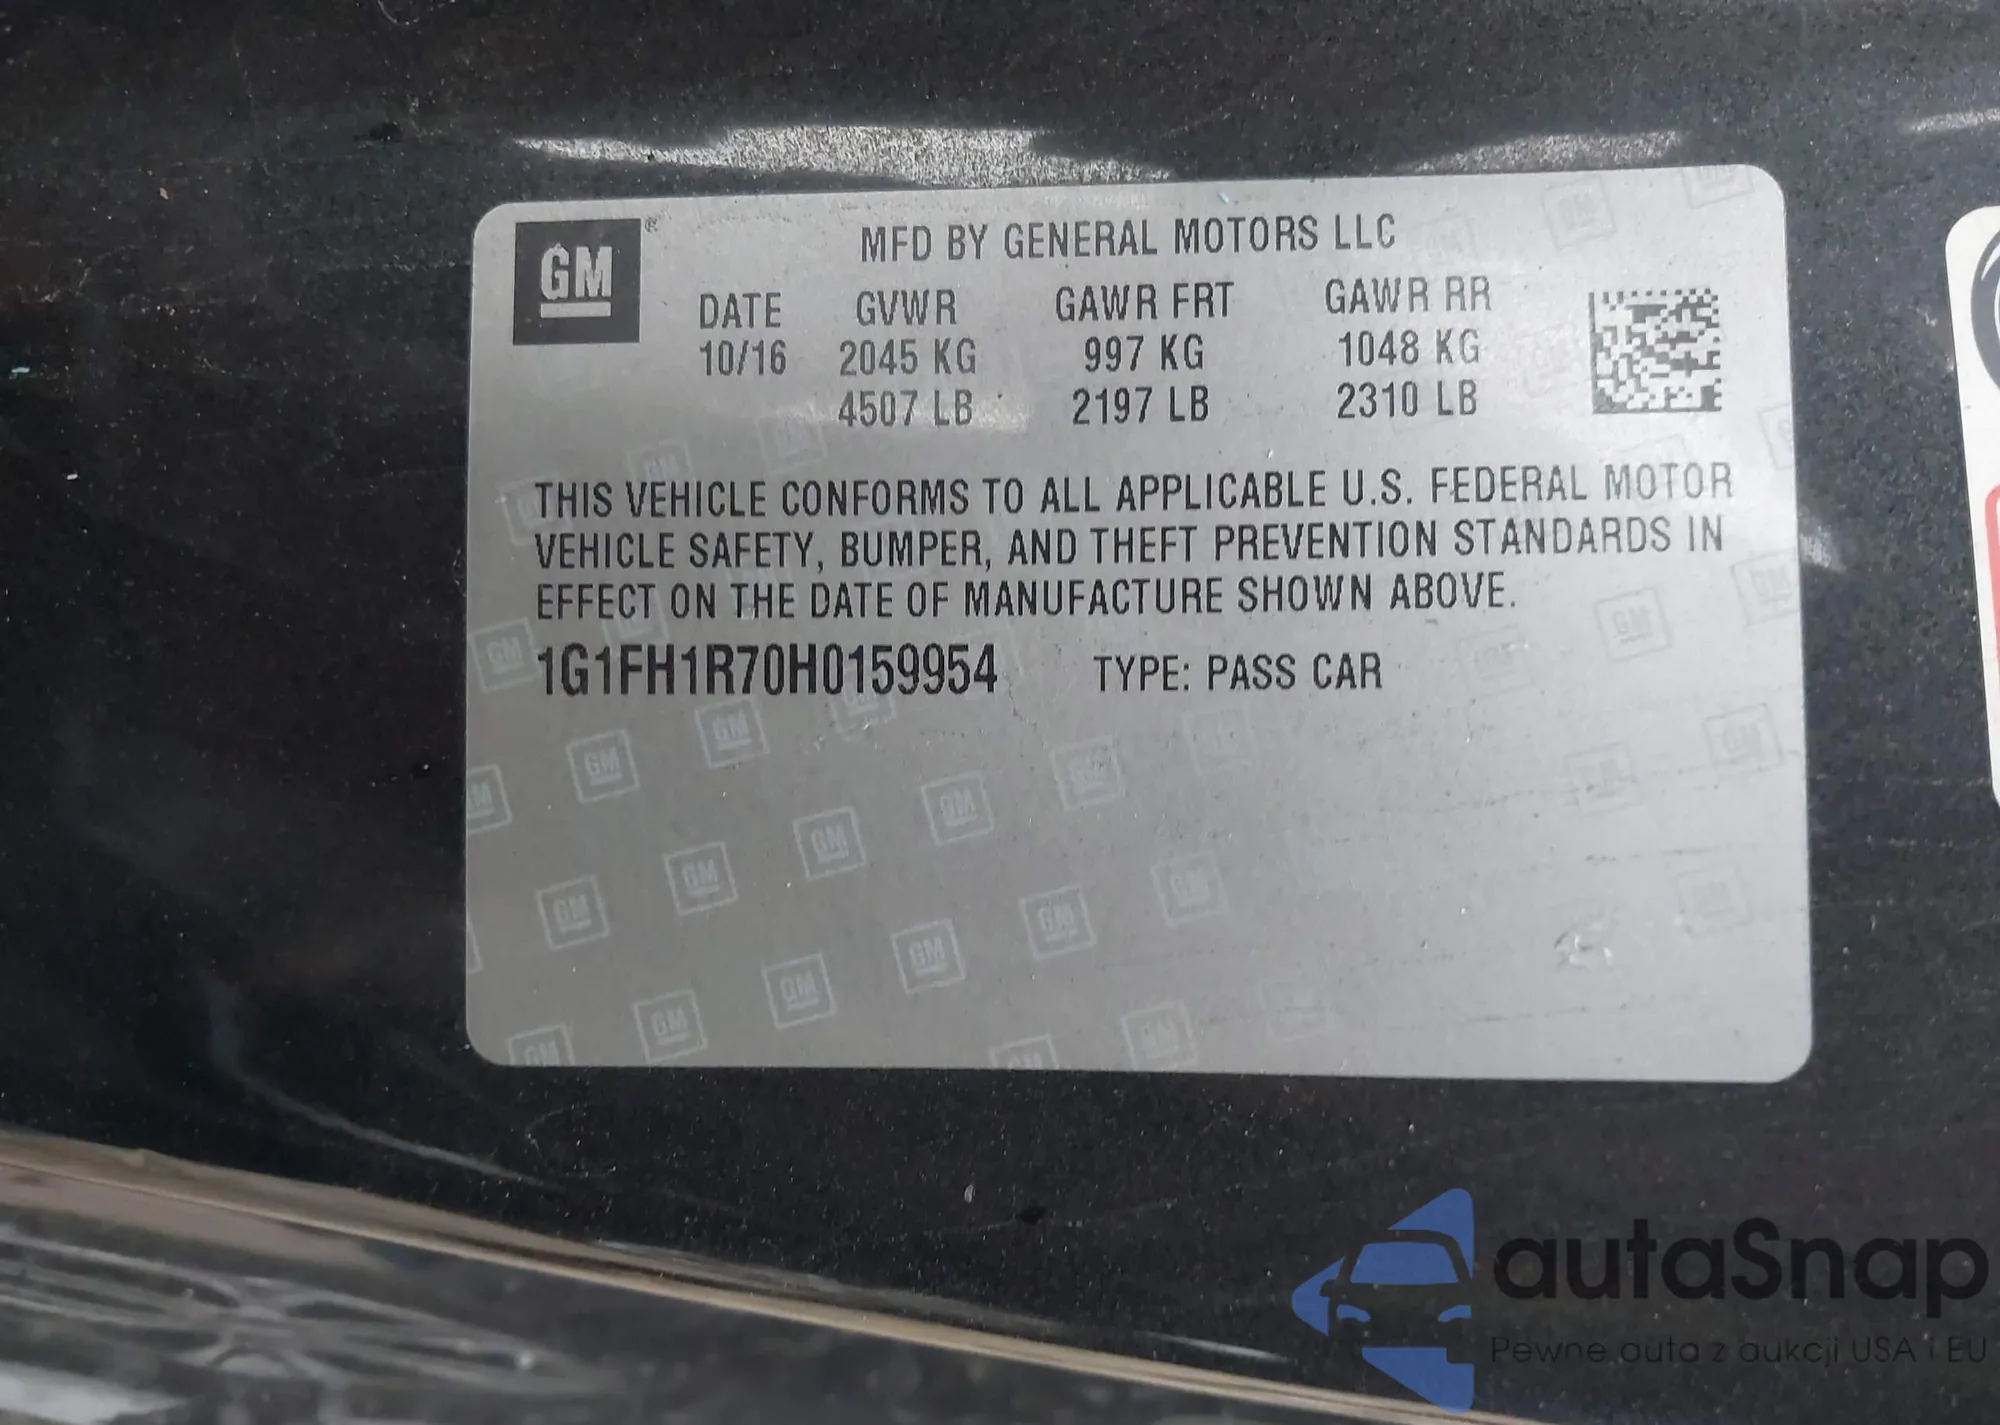 GM ®
MFD BY GENERAL MOTORS LLC
DATE GVWR GAWR FRT GAWR RR
10/16 2045 KG 997 KG 1048 KG
4507 LB 2197 LB 2310 LB
THIS VEHICLE CONFORMS TO ALL APPLICABLE U.S. FEDERAL MOTOR
VEHICLE SAFETY, BUMPER, AND THEFT PREVENTION STANDARDS IN
EFFECT ON THE DATE OF MANUFACTURE SHOWN ABOVE.
1G1FH1R70H0159954 TYPE: PASS CAR
autaSnap
Pewne auta z aukcji USA i EU